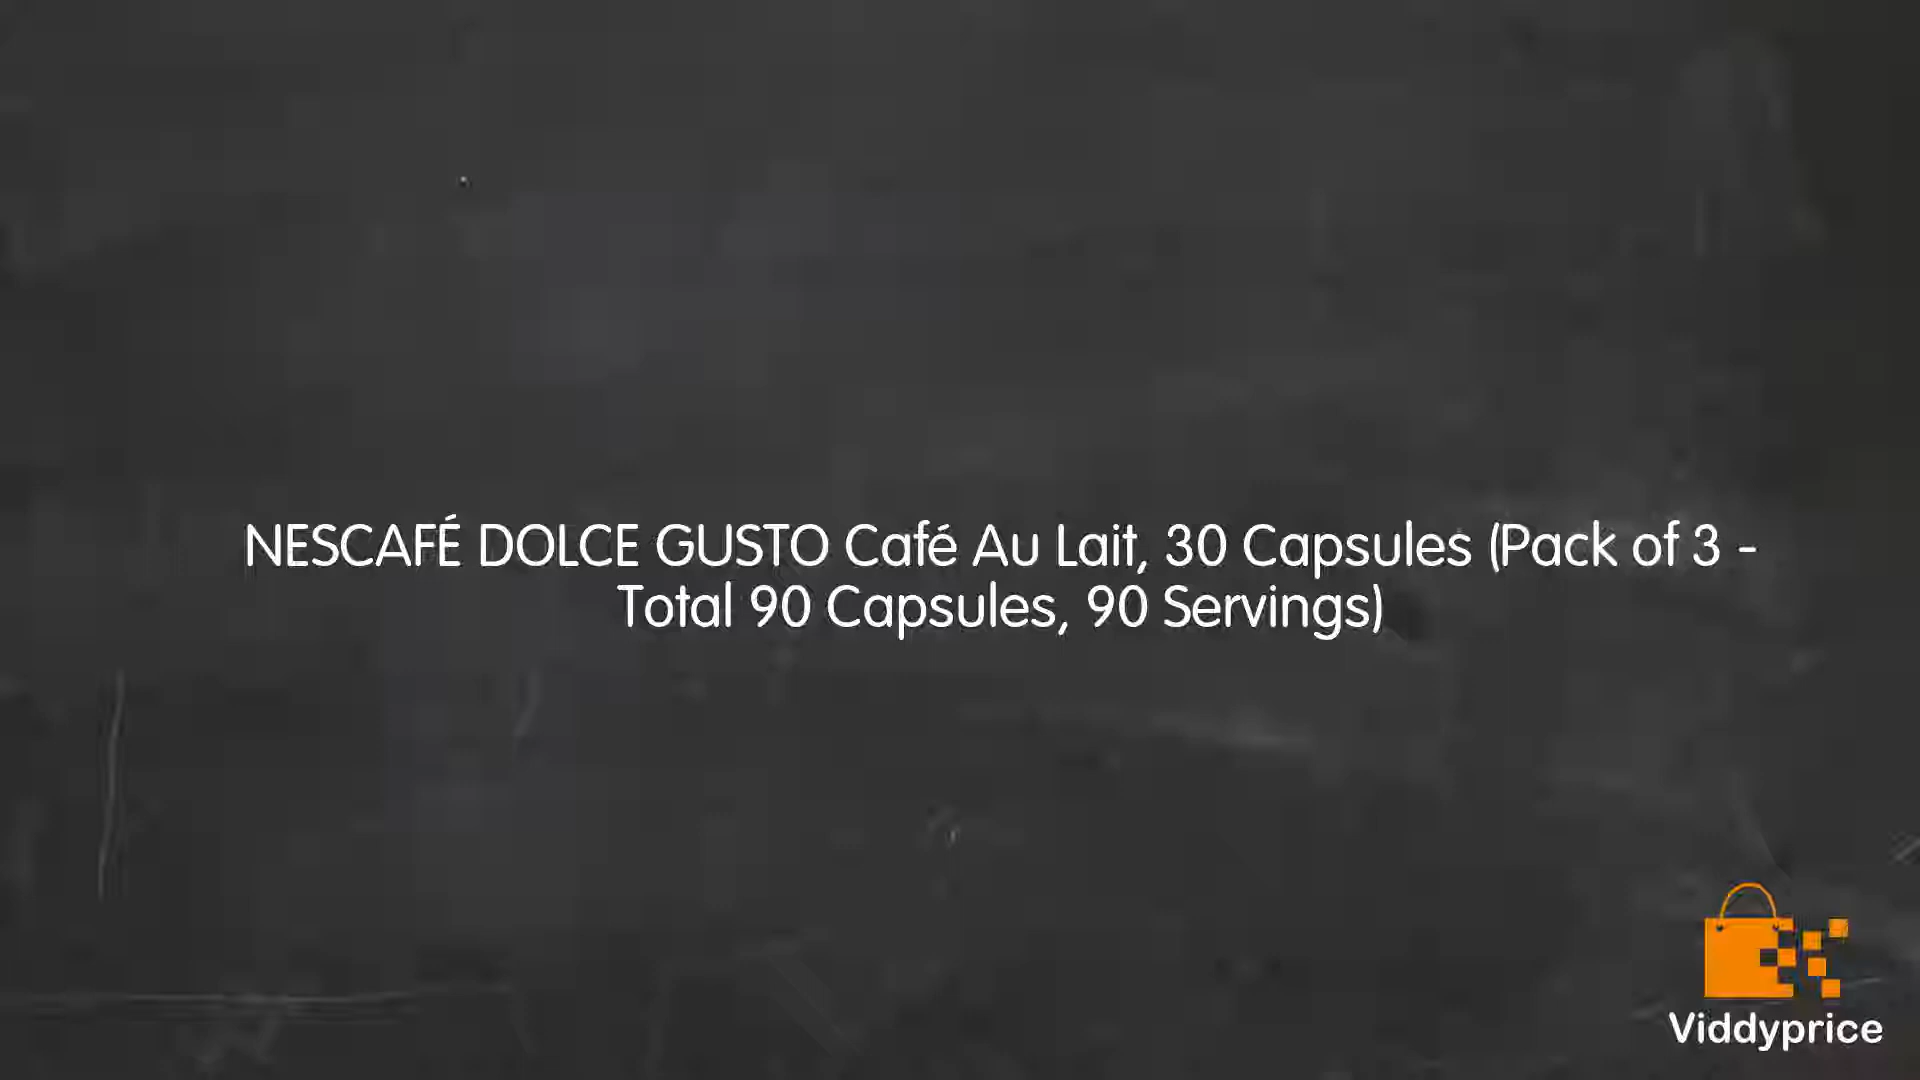 NESCAFÉ DOLCE GUSTO Café Au Lait, 30 Capsules (Pack of 3 -
Total 90 Capsules, 90 Servings)
Viddyprice